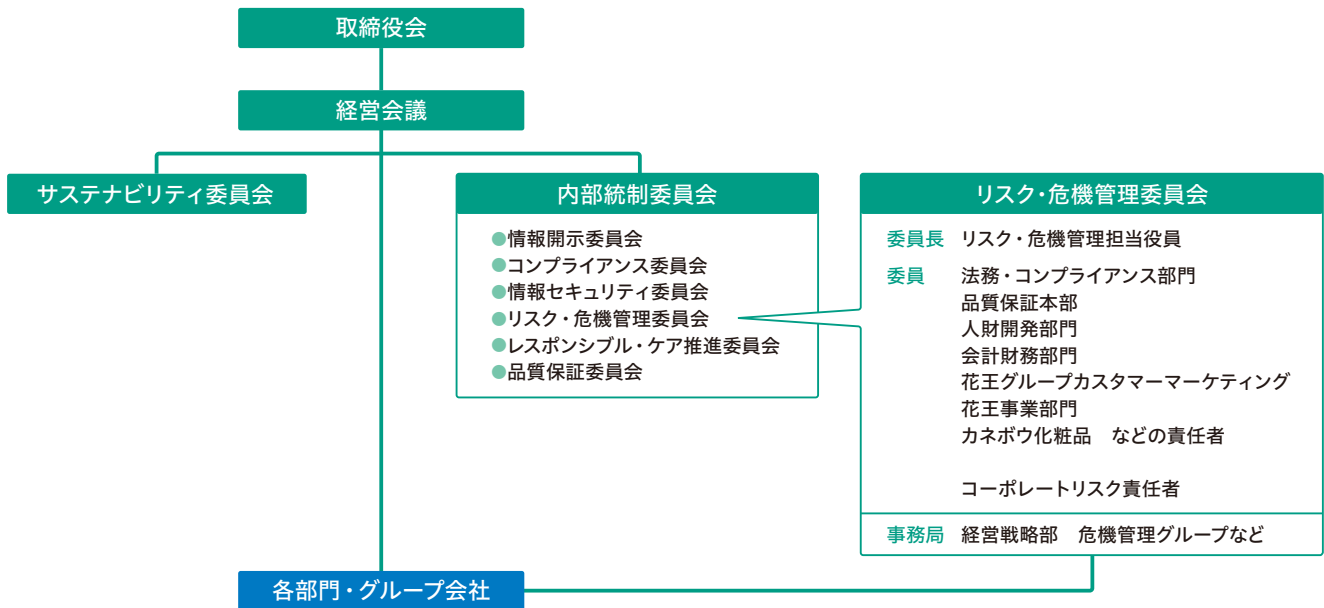 取締役会
経営会議
サステナビリティ委員会
内部統制委員会
●情報開示委員会
●コンプライアンス委員会
●情報セキュリティ委員会
●リスク・危機管理委員会
●レスポンシブル・ケア推進委員会
●品質保証委員会
リスク・危機管理委員会
委員長 リスク・危機管理担当役員
委員 法務・コンプライアンス部門
品質保証本部
人財開発部門
会計財務部門
花王グループカスタマーマーケティング
花王事業部門
カネボウ化粧品　などの責任者
コーポレートリスク責任者
事務局 経営戦略部　危機管理グループなど
各部門・グループ会社